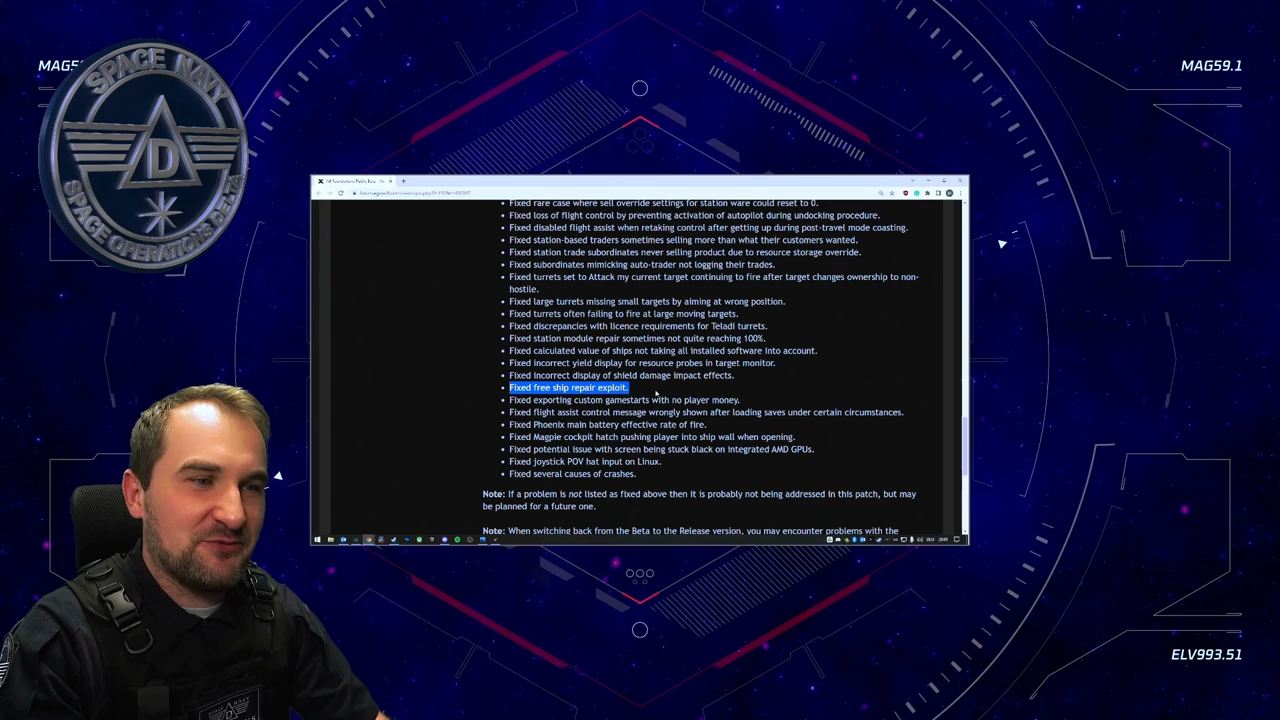 MAG59.1
SPACE NAVY
D
SPACE OPERATIONS DELTA
Fixed rare case where sell override settings for station ware could reset to 0.
Fixed loss of flight control by preventing activation of autopilot during undocking procedure.
Fixed disabled flight assist when retaking control after getting up during post-travel mode coasting.
Fixed station-based traders sometimes selling more than what their customers wanted.
Fixed station trade subordinates never selling product due to resource storage override.
Fixed subordinates mimicking auto-trader not logging their trades.
Fixed turrets set to Attack my current target continuing to fire after target changes ownership to non-
hostile.
Fixed large turrets missing small targets by aiming at wrong position.
Fixed turrets often failing to fire at large moving targets.
Fixed discrepancies with licence requirements for Teladi turrets.
Fixed station module repair sometimes not quite reaching 100%.
Fixed calculated value of ships not taking all installed software into account.
Fixed incorrect yield display for resource probes in target monitor.
Fixed incorrect display of shield damage impact effects.
Fixed free ship repair exploit.
Fixed exporting custom gamestarts with no player money.
Fixed flight assist control message wrongly shown after loading saves under certain circumstances.
Fixed Phoenix main battery effective rate of fire.
Fixed Magpie cockpit hatch pushing player into ship wall when opening.
Fixed potential issue with screen being stuck black on integrated AMD GPUs.
Fixed joystick POV hat input on Linux.
Fixed several causes of crashes.
Note: If a problem is not listed as fixed above then it is probably not being addressed in this patch, but may
be planned for a future one.
Note: When switching back from the Beta to the Release version, you may encounter problems with the
ELV993.51